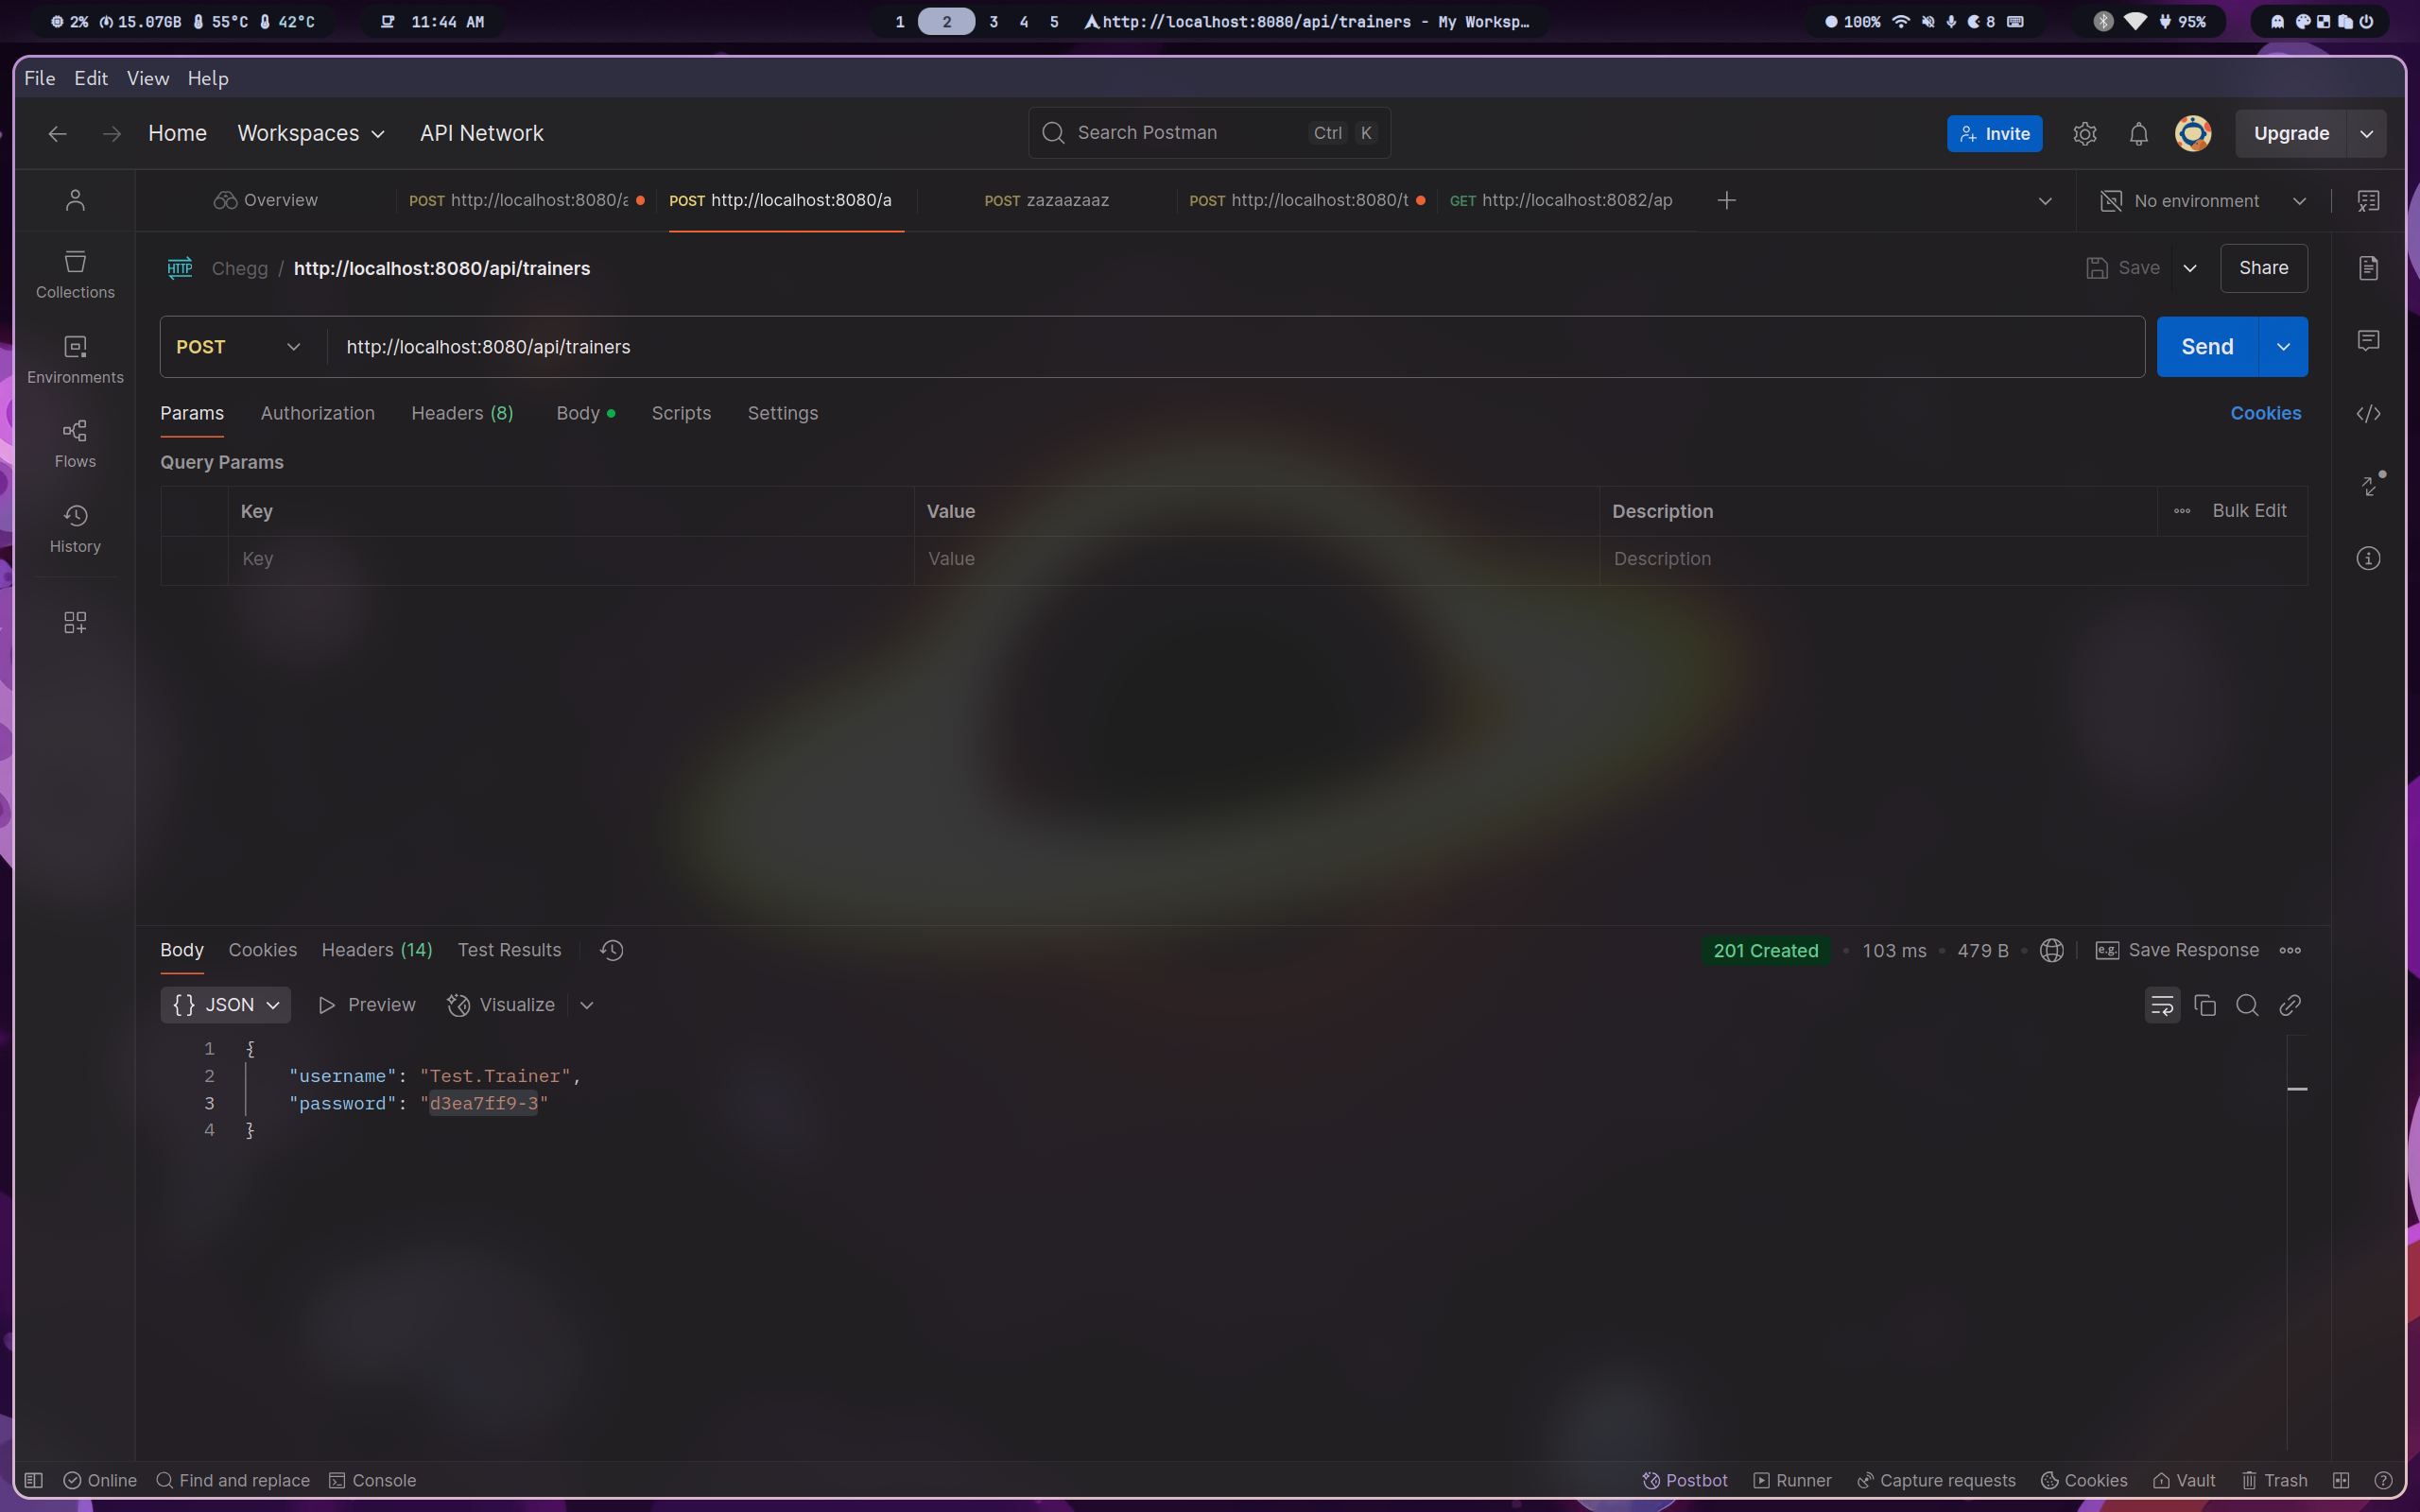 2% 15.07GB 55°C 42°C 11:44 AM 1 2 3 4 5 http://localhost:8080/api/trainers - My Worksp… 100% 8 95%
File Edit View Help
Home Workspaces API Network Search Postman Ctrl K Invite Upgrade
Overview POST http://localhost:8080/a POST http://localhost:8080/a POST zazaazaaz POST http://localhost:8080/t GET http://localhost:8082/ap No environment
HTTP Chegg / http://localhost:8080/api/trainers Save Share
Collections
POST http://localhost:8080/api/trainers Send
Environments
Params Authorization Headers (8) Body Scripts Settings Cookies
Flows
Query Params
Key Value Description Bulk Edit
History
Key Value Description
Body Cookies Headers (14) Test Results 201 Created • 103 ms • 479 B • e.g. Save Response
{ } JSON Preview Visualize
1 {
2 "username": "Test.Trainer",
3 "password": "d3ea7ff9-3"
4 }
Online Find and replace Console Postbot Runner Capture requests Cookies Vault Trash